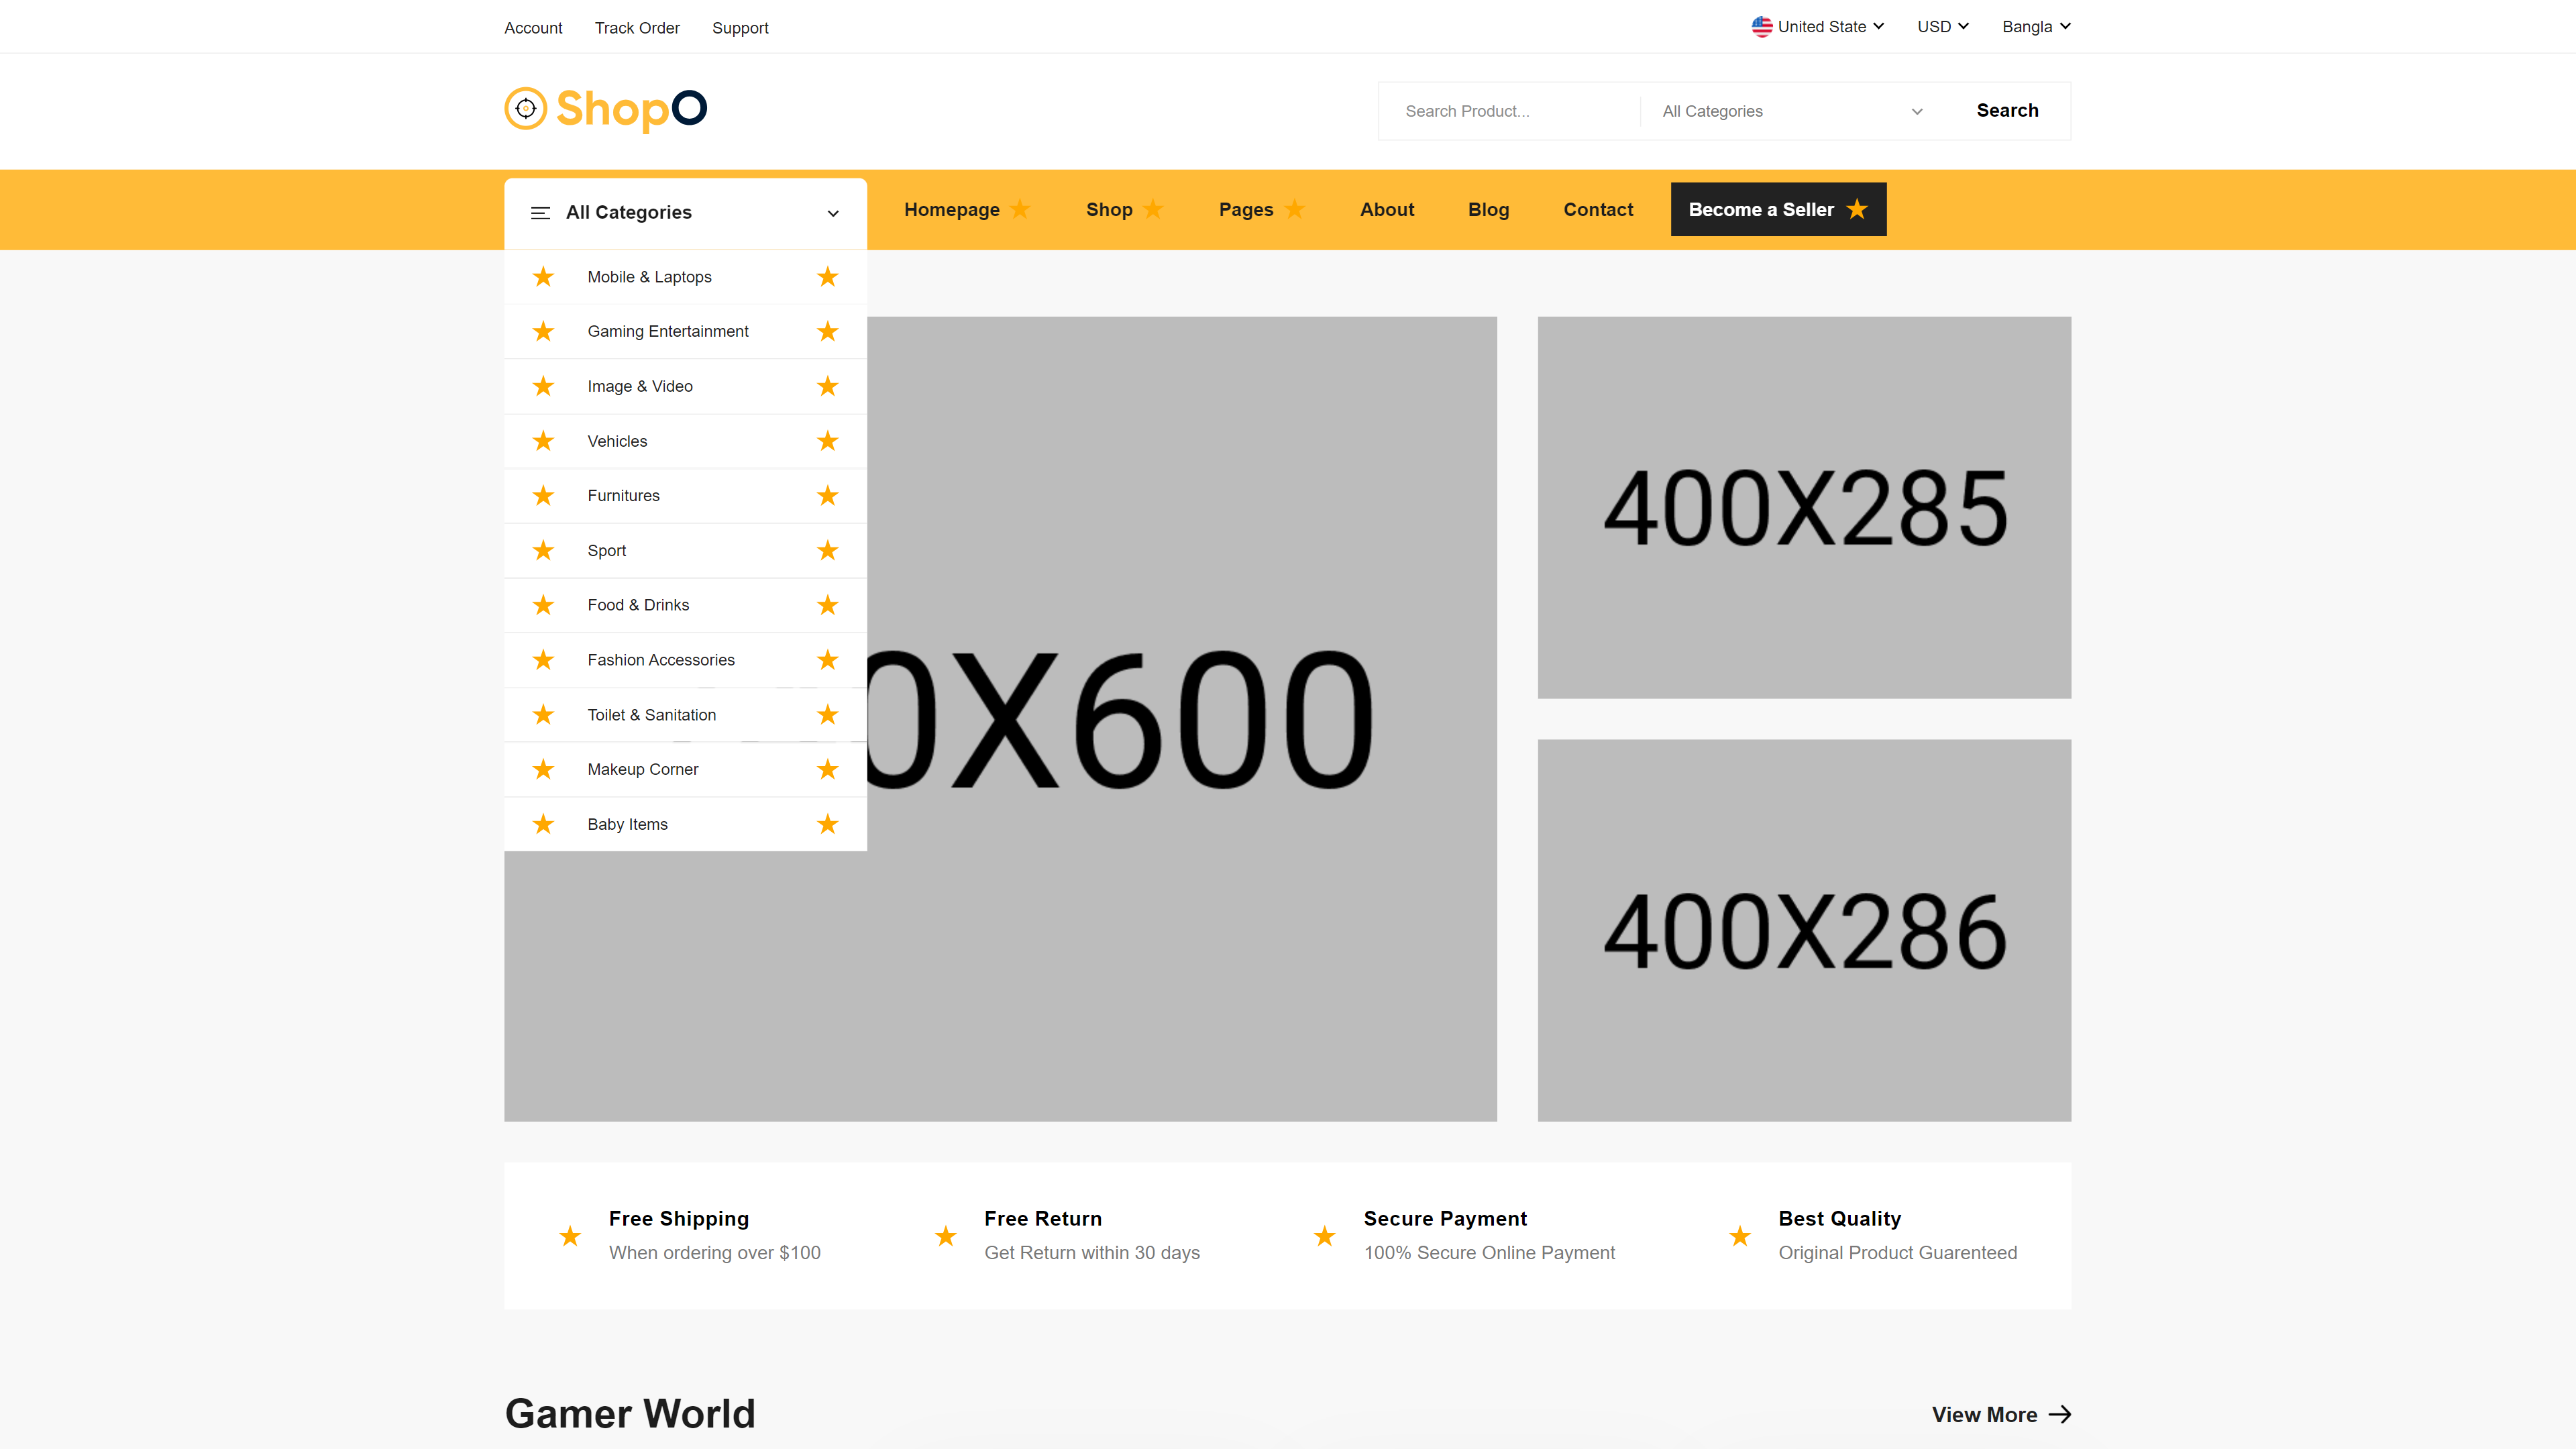 Account Track Order Support United State USD Bangla
ShopO Search Product... All Categories Search
All Categories Homepage Shop Pages About Blog Contact Become a Seller
Mobile & Laptops
Gaming Entertainment
Image & Video
Vehicles
Furnitures
Sport
Food & Drinks
Fashion Accessories
Toilet & Sanitation
Makeup Corner
Baby Items
0X600
400X285
400X286
Free Shipping
When ordering over $100
Free Return
Get Return within 30 days
Secure Payment
100% Secure Online Payment
Best Quality
Original Product Guarenteed
Gamer World View More